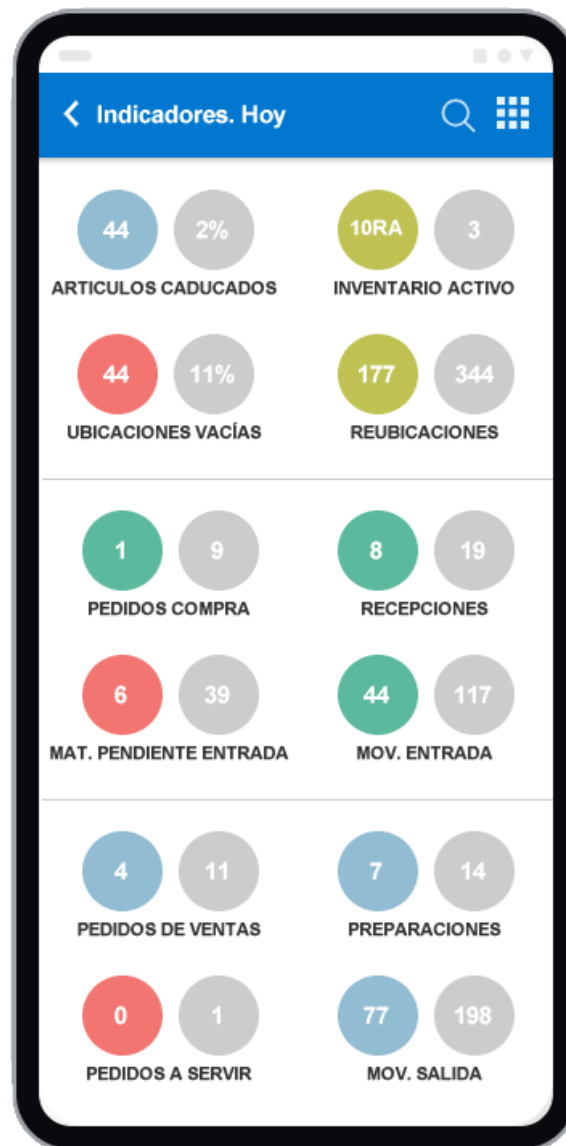 Indicadores. Hoy
44 2% 10RA 3
ARTICULOS CADUCADOS INVENTARIO ACTIVO
44 11% 177 344
UBICACIONES VACÍAS REUBICACIONES
1 9 8 19
PEDIDOS COMPRA RECEPCIONES
6 39 44 117
MAT. PENDIENTE ENTRADA MOV. ENTRADA
4 11 7 14
PEDIDOS DE VENTAS PREPARACIONES
0 1 77 198
PEDIDOS A SERVIR MOV. SALIDA